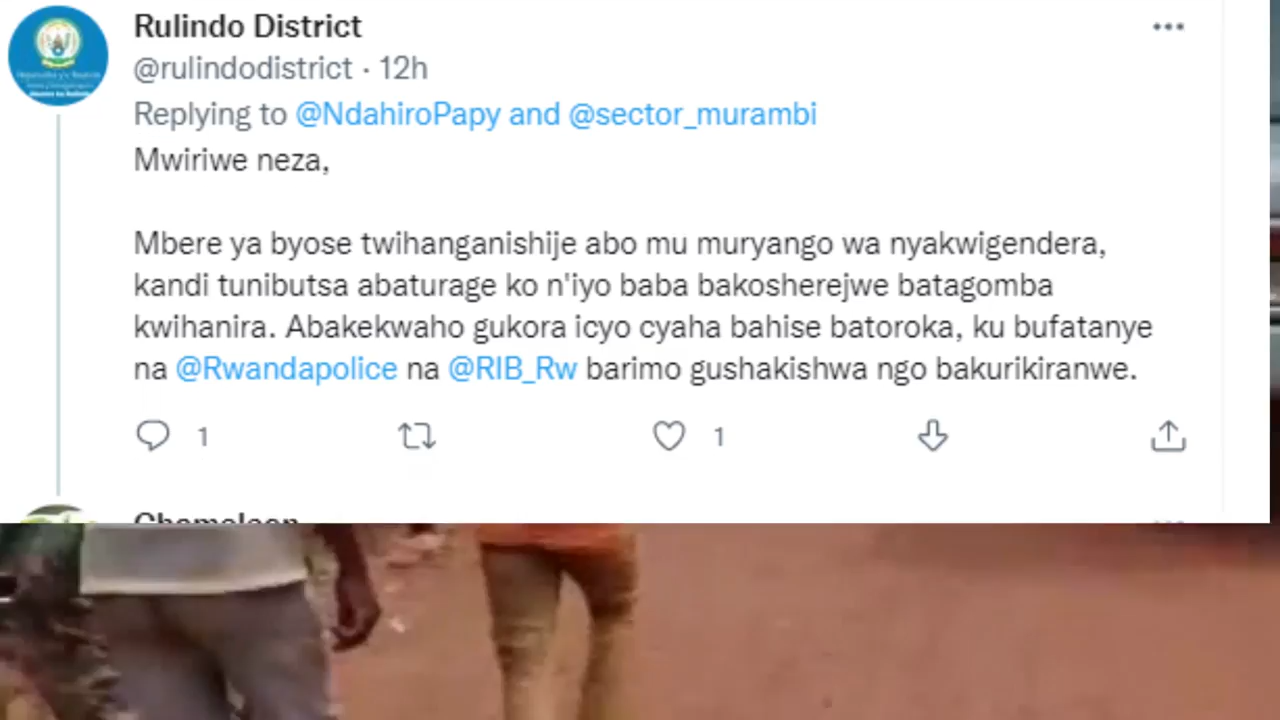 Rulindo District
@rulindodistrict · 12h
Replying to @NdahiroPapy and @sector_murambi
Mwiriwe neza,
Mbere ya byose twihanganishije abo mu muryango wa nyakwigendera,
kandi tunibutsa abaturage ko n'iyo baba bakosherejwe batagomba
kwihanira. Abakekwaho gukora icyo cyaha bahise batoroka, ku bufatanye
na @Rwandapolice na @RIB_Rw barimo gushakishwa ngo bakurikiranwe.
1 1